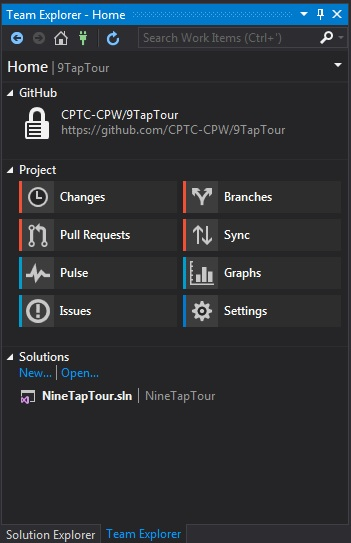 Team Explorer - Home
Search Work Items (Ctrl+')
Home | 9TapTour
GitHub
CPTC-CPW/9TapTour
https://github.com/CPTC-CPW/9TapTour
Project
Changes
Branches
Pull Requests
Sync
Pulse
Graphs
Issues
Settings
Solutions
New... | Open...
NineTapTour.sln | NineTapTour
Solution Explorer
Team Explorer